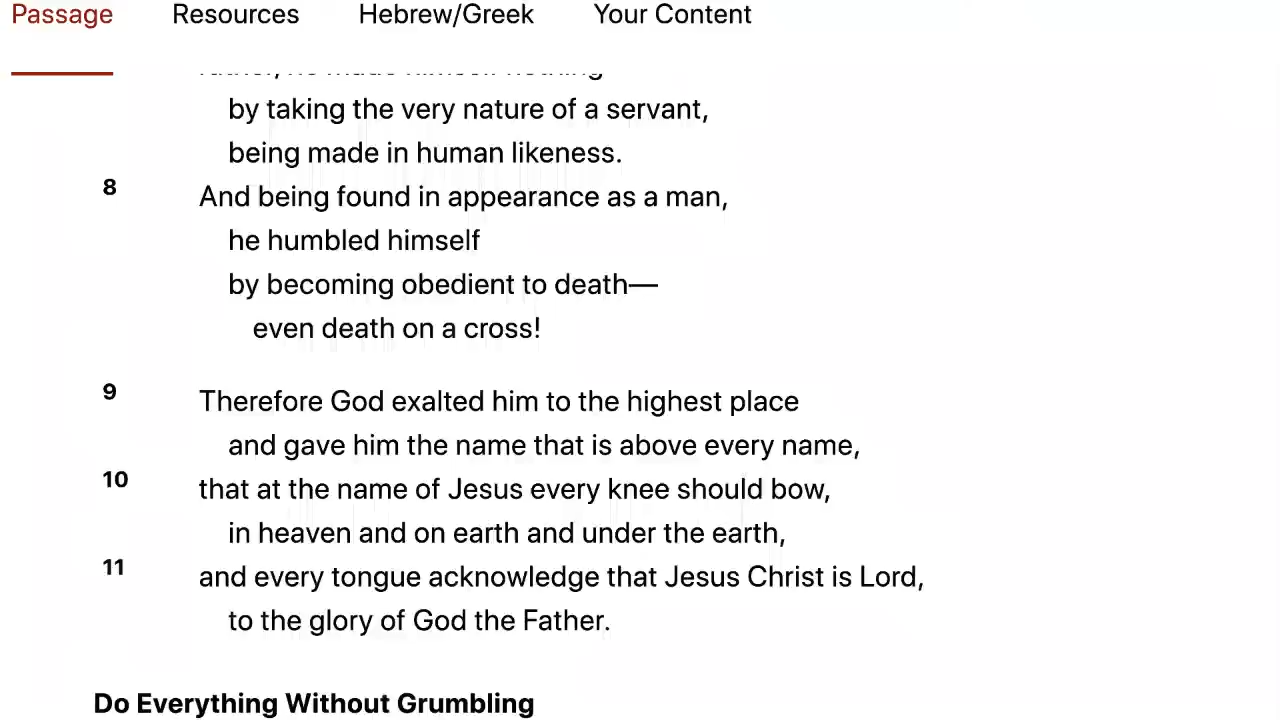 Passage Resources Hebrew/Greek Your Content
rather, he made himself nothing
by taking the very nature of a servant,
being made in human likeness.
8 And being found in appearance as a man,
he humbled himself
by becoming obedient to death—
even death on a cross!
9 Therefore God exalted him to the highest place
and gave him the name that is above every name,
10 that at the name of Jesus every knee should bow,
in heaven and on earth and under the earth,
11 and every tongue acknowledge that Jesus Christ is Lord,
to the glory of God the Father.
Do Everything Without Grumbling